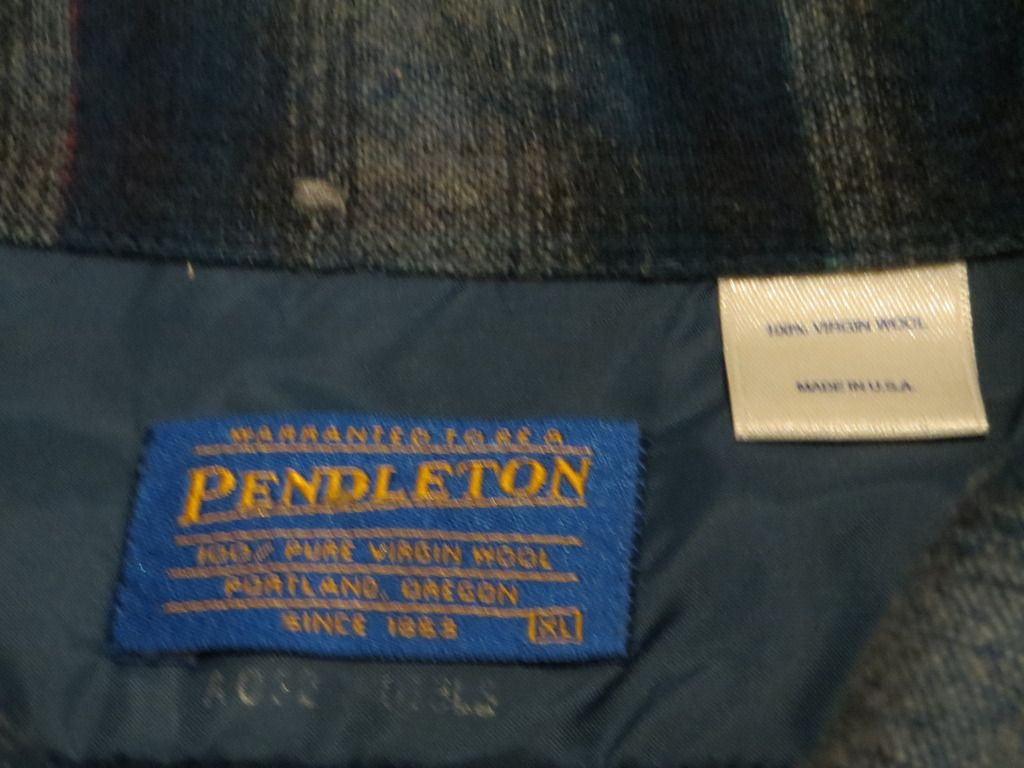 WARRANTED TO BE A
PENDLETON
100% PURE VIRGIN WOOL
PORTLAND, OREGON
SINCE 1863
XL
100% VIRGIN WOOL
MADE IN U.S.A.